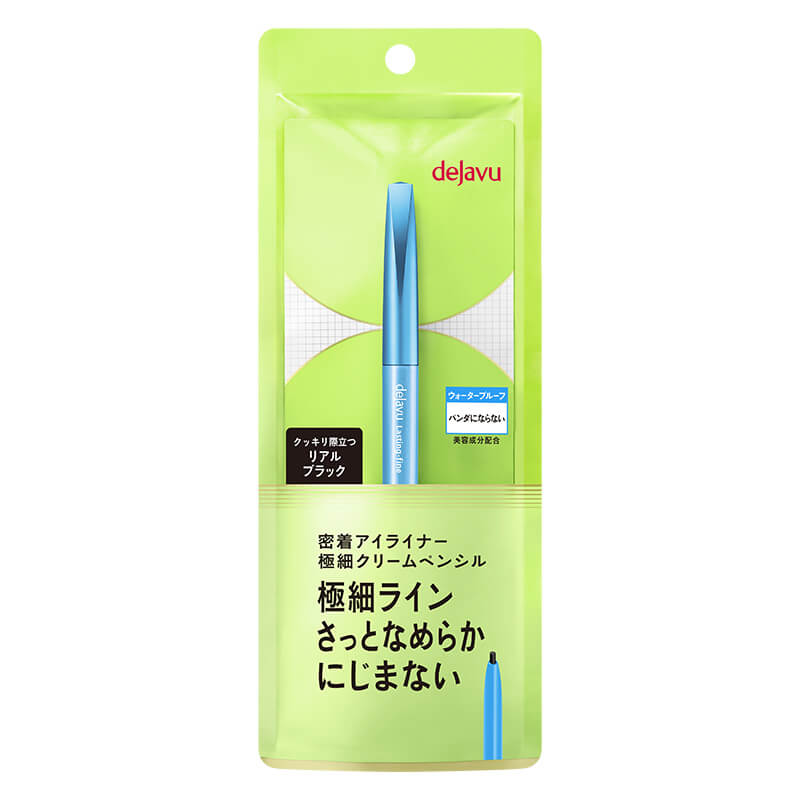 dejavu
dejavu Lasting-fine
ウォータープルーフ
パンダにならない
美容成分配合
クッキリ際立つ
リアル
ブラック
密着アイライナー
極細クリームペンシル
極細ライン
さっとなめらか
にじまない